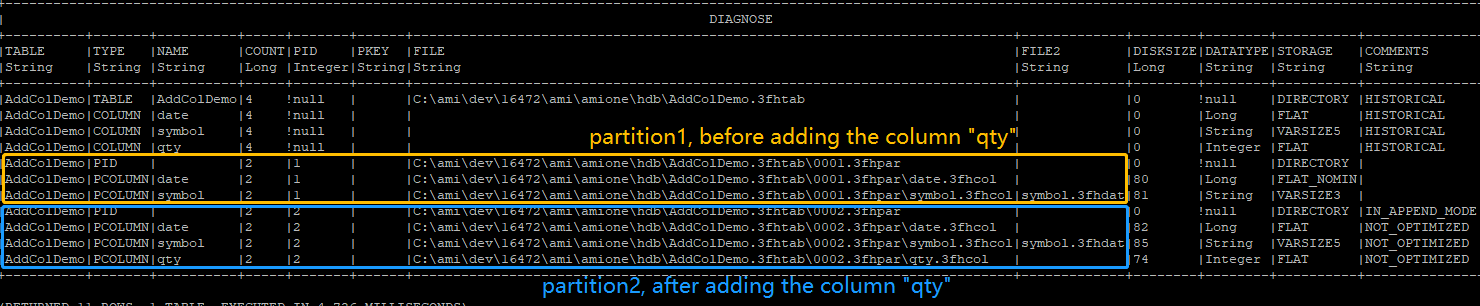 DIAGNOSE
|TABLE |TYPE |NAME |COUNT|PID |PKEY |FILE |FILE2 |DISKSIZE|DATATYPE|STORAGE |COMMENTS
|String |String |String |Long |Integer|String|String |String |Long |String |String |String
|AddColDemo|TABLE |AddColDemo|4 |!null | |C:\ami\dev\16472\ami\amione\hdb\AddColDemo.3fhtab | |0 |!null |DIRECTORY |HISTORICAL
|AddColDemo|COLUMN |date |4 |!null | | | |0 |Long |FLAT |HISTORICAL
|AddColDemo|COLUMN |symbol |4 |!null | | | |0 |String |VARSIZE5 |HISTORICAL
|AddColDemo|COLUMN |qty |4 |!null | | | |0 |Integer |FLAT |HISTORICAL
partition1, before adding the column "qty"
|AddColDemo|PID | |2 |1 | |C:\ami\dev\16472\ami\amione\hdb\AddColDemo.3fhtab\0001.3fhpar | |0 |!null |DIRECTORY |
|AddColDemo|PCOLUMN|date |2 |1 | |C:\ami\dev\16472\ami\amione\hdb\AddColDemo.3fhtab\0001.3fhpar\date.3fhcol | |80 |Long |FLAT_NOMIN|
|AddColDemo|PCOLUMN|symbol |2 |1 | |C:\ami\dev\16472\ami\amione\hdb\AddColDemo.3fhtab\0001.3fhpar\symbol.3fhcol|symbol.3fhdat|81 |String |VARSIZE3 |
|AddColDemo|PID | |2 |2 | |C:\ami\dev\16472\ami\amione\hdb\AddColDemo.3fhtab\0002.3fhpar | |0 |!null |DIRECTORY |IN_APPEND_MODE
|AddColDemo|PCOLUMN|date |2 |2 | |C:\ami\dev\16472\ami\amione\hdb\AddColDemo.3fhtab\0002.3fhpar\date.3fhcol | |82 |Long |FLAT |NOT_OPTIMIZED
|AddColDemo|PCOLUMN|symbol |2 |2 | |C:\ami\dev\16472\ami\amione\hdb\AddColDemo.3fhtab\0002.3fhpar\symbol.3fhcol|symbol.3fhdat|85 |String |VARSIZE5 |NOT_OPTIMIZED
|AddColDemo|PCOLUMN|qty |2 |2 | |C:\ami\dev\16472\ami\amione\hdb\AddColDemo.3fhtab\0002.3fhpar\qty.3fhcol | |74 |Integer |FLAT |NOT_OPTIMIZED
partition2, after adding the column "qty"